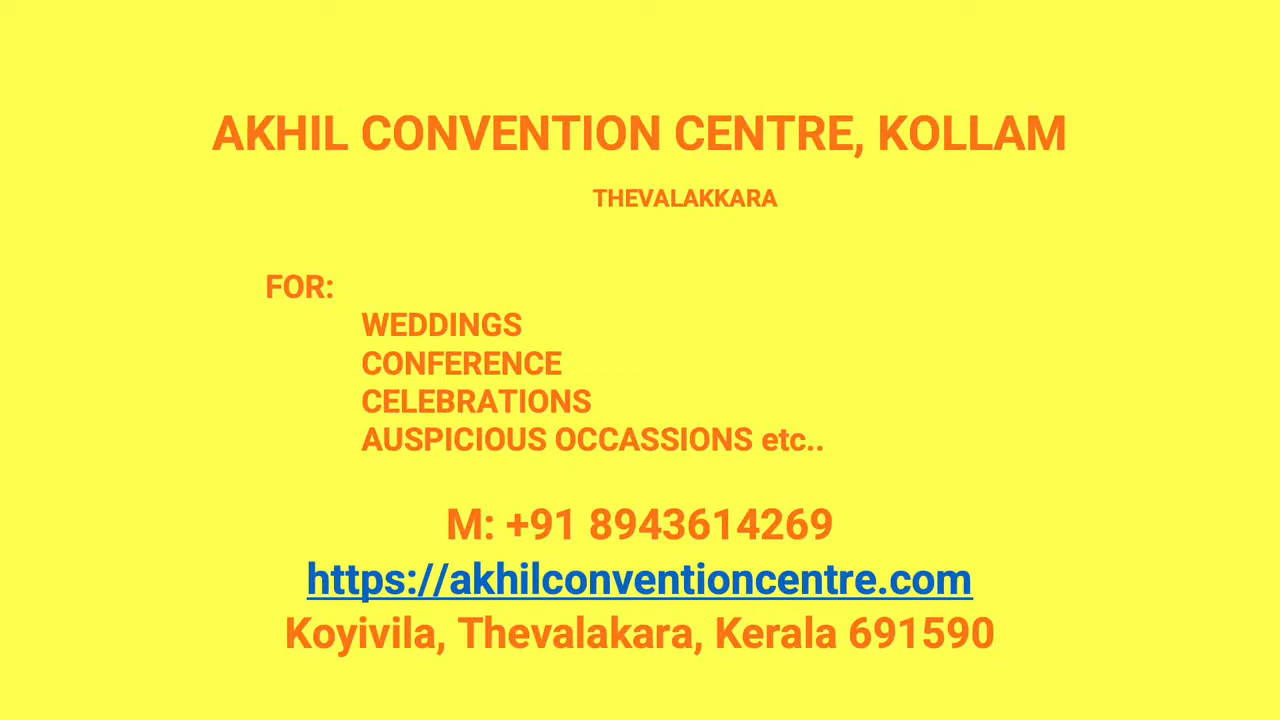 AKHIL CONVENTION CENTRE, KOLLAM
THEVALAKKARA
FOR:
WEDDINGS
CONFERENCE
CELEBRATIONS
AUSPICIOUS OCCASSIONS etc..
M: +91 8943614269
https://akhilconventioncentre.com
Koyivila, Thevalakara, Kerala 691590